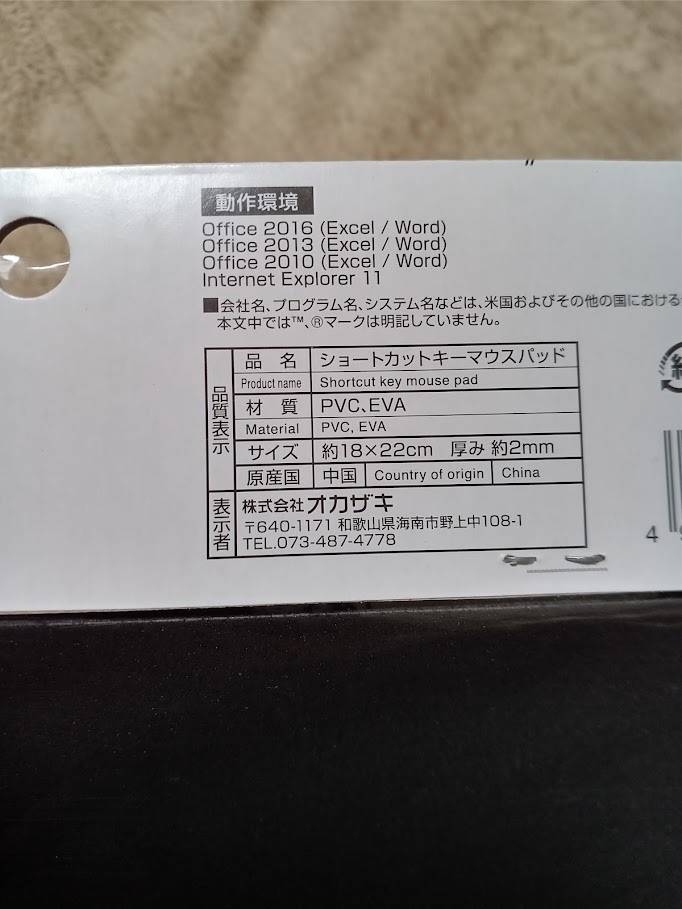 動作環境
Office 2016 (Excel / Word)
Office 2013 (Excel / Word)
Office 2010 (Excel / Word)
Internet Explorer 11
■会社名、プログラム名、システム名などは、米国およびその他の国における
本文中では™、®マークは明記していません。
品質表示
品 名 ショートカットキーマウスパッド
Product name Shortcut key mouse pad
材 質 PVC、EVA
Material PVC, EVA
サイズ 約18×22cm 厚み 約2mm
原産国 中国 Country of origin China
表示者
株式会社オカザキ
〒640-1171 和歌山県海南市野上中108-1
TEL.073-487-4778
4